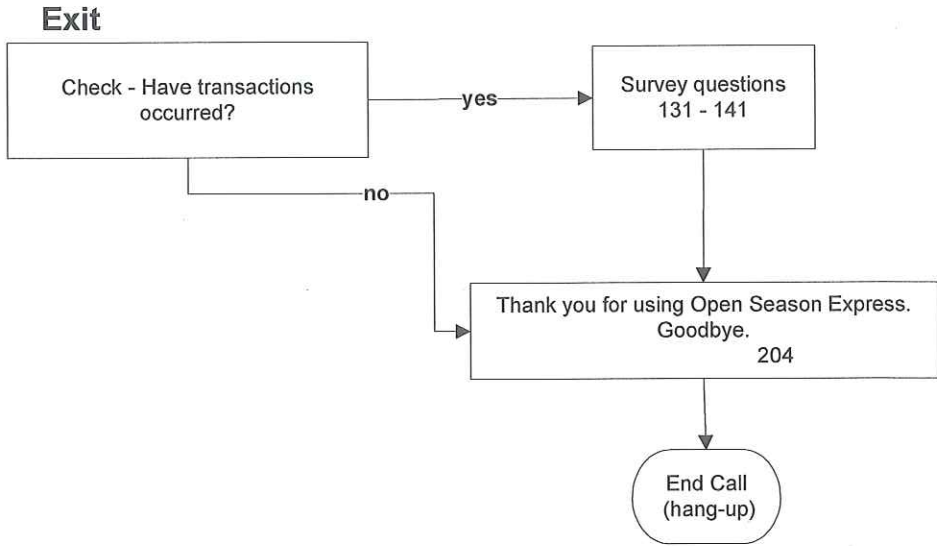 Exit
Check - Have transactions
occurred?
yes
Survey questions
131 - 141
no
Thank you for using Open Season Express.
Goodbye.
204
End Call
(hang-up)